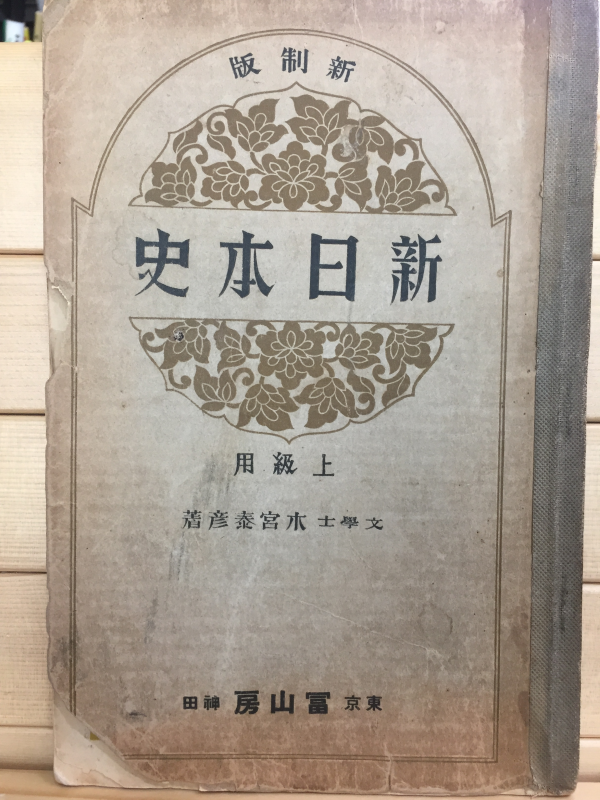 新制版
新日本史
上級用
文學士 木宮泰彦著
東京 冨山房 神田